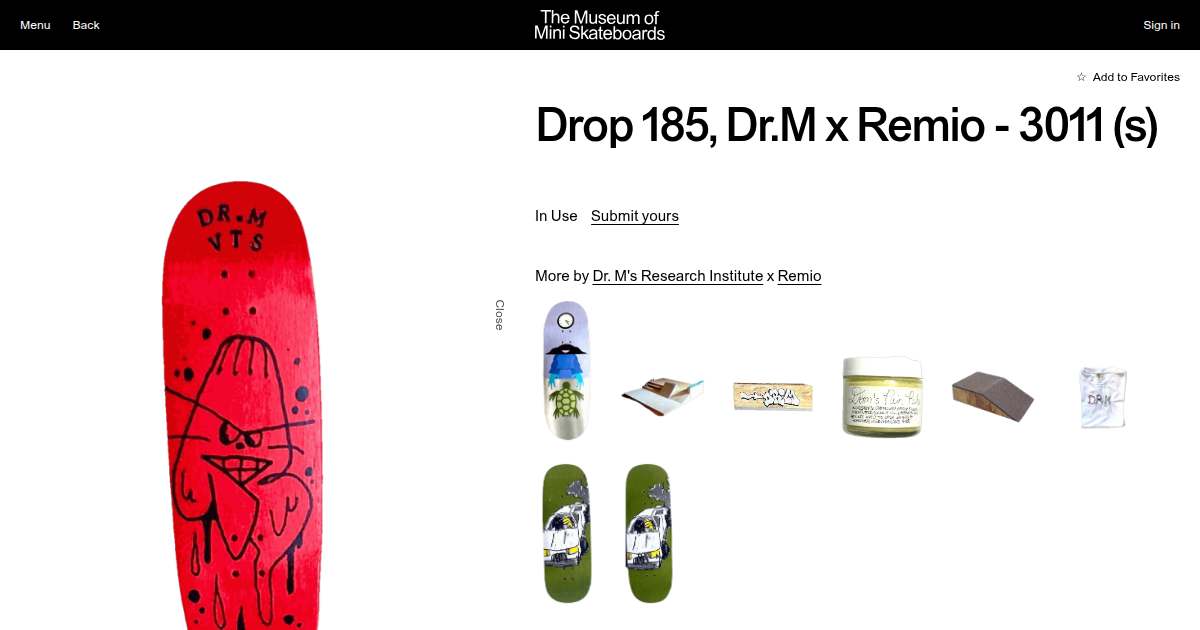 Menu
Back
The Museum of
Mini Skateboards
Sign in
☆ Add to Favorites
Drop 185, Dr.M x Remio - 3011 (s)
In Use
Submit yours
More by Dr. M's Research Institute x Remio
Close
DR.M
VTS
DR.M